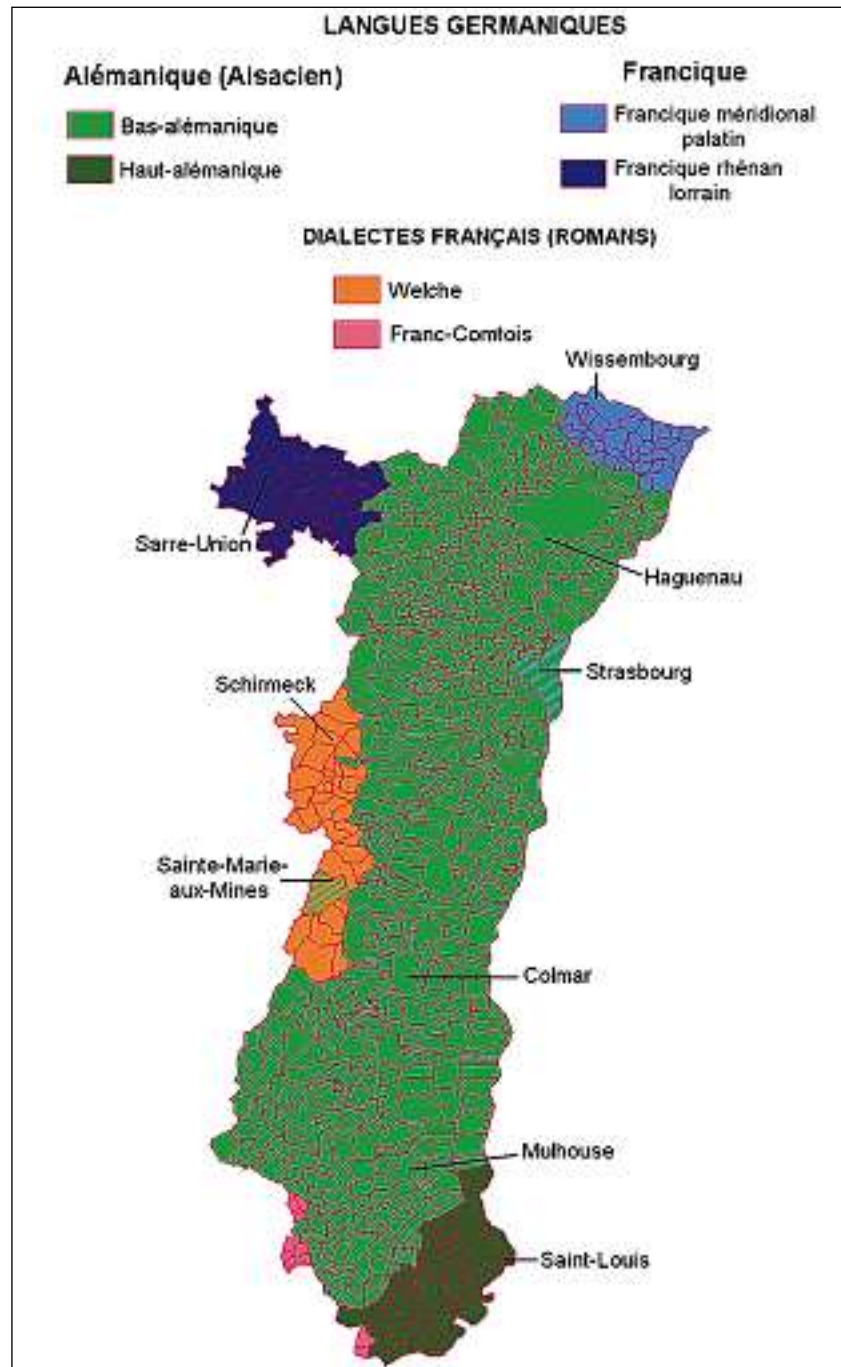 LANGUES GERMANIQUES
Alémanique (Alsacien)
Bas-alémanique
Haut-alémanique
Francique
Francique méridional
palatin
Francique rhénan
lorrain
DIALECTES FRANÇAIS (ROMANS)
Welche
Franc-Comtois
Wissembourg
Sarre-Union
Haguenau
Strasbourg
Schirmeck
Sainte-Marie-
aux-Mines
Colmar
Mulhouse
Saint-Louis